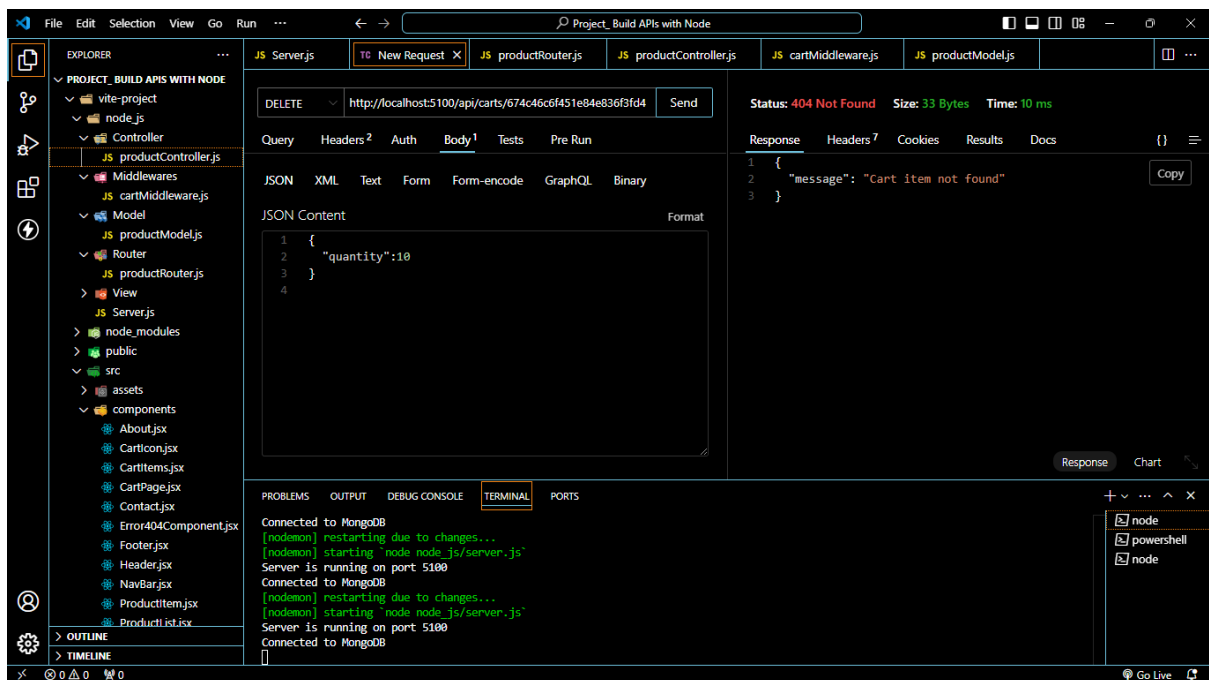 File Edit Selection View Go Run ··· ← → Project_ Build APIs with Node
EXPLORER ···
PROJECT_ BUILD APIS WITH NODE
vite-project
node_js
Controller
JS productController.js
Middlewares
JS cartMiddleware.js
Model
JS productModel.js
Router
JS productRouter.js
View
JS Server.js
node_modules
public
src
assets
components
About.jsx
CartIcon.jsx
CartItems.jsx
CartPage.jsx
Contact.jsx
Error404Component.jsx
Footer.jsx
Header.jsx
NavBar.jsx
ProductItem.jsx
ProductList.jsx
OUTLINE
TIMELINE
JS Server.js TC New Request JS productRouter.js JS productController.js JS cartMiddleware.js JS productModel.js
DELETE http://localhost:5100/api/carts/674c46c6f451e84e836f3fd4 Send
Query Headers 2 Auth Body 1 Tests Pre Run
JSON XML Text Form Form-encode GraphQL Binary
JSON Content Format
1 {
2 "quantity":10
3 }
4
Status: 404 Not Found Size: 33 Bytes Time: 10 ms
Response Headers 7 Cookies Results Docs {}
1 {
2 "message": "Cart item not found"
3 }
Copy
Response Chart
PROBLEMS OUTPUT DEBUG CONSOLE TERMINAL PORTS
Connected to MongoDB
[nodemon] restarting due to changes...
[nodemon] starting `node node_js/server.js`
Server is running on port 5100
Connected to MongoDB
[nodemon] restarting due to changes...
[nodemon] starting `node node_js/server.js`
Server is running on port 5100
Connected to MongoDB
node
powershell
node
0 0 0 Go Live